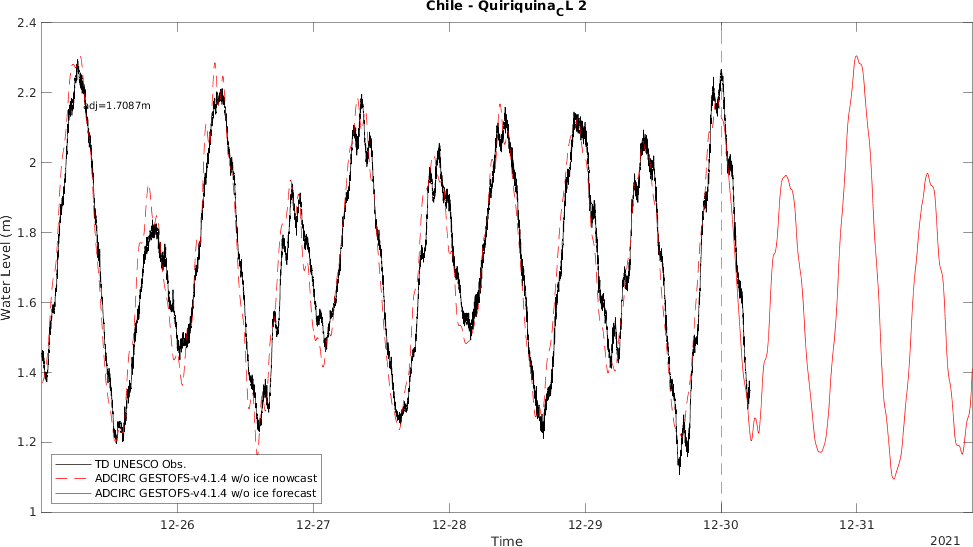 Chile - Quiriquina_CL 2
2.4
2.2
2
1.8
1.6
1.4
1.2
1
Water Level (m)
adj=1.7087m
TD UNESCO Obs.
ADCIRC GESTOFS-v4.1.4 w/o ice nowcast
ADCIRC GESTOFS-v4.1.4 w/o ice forecast
12-26
12-27
12-28
12-29
12-30
12-31
Time
2021